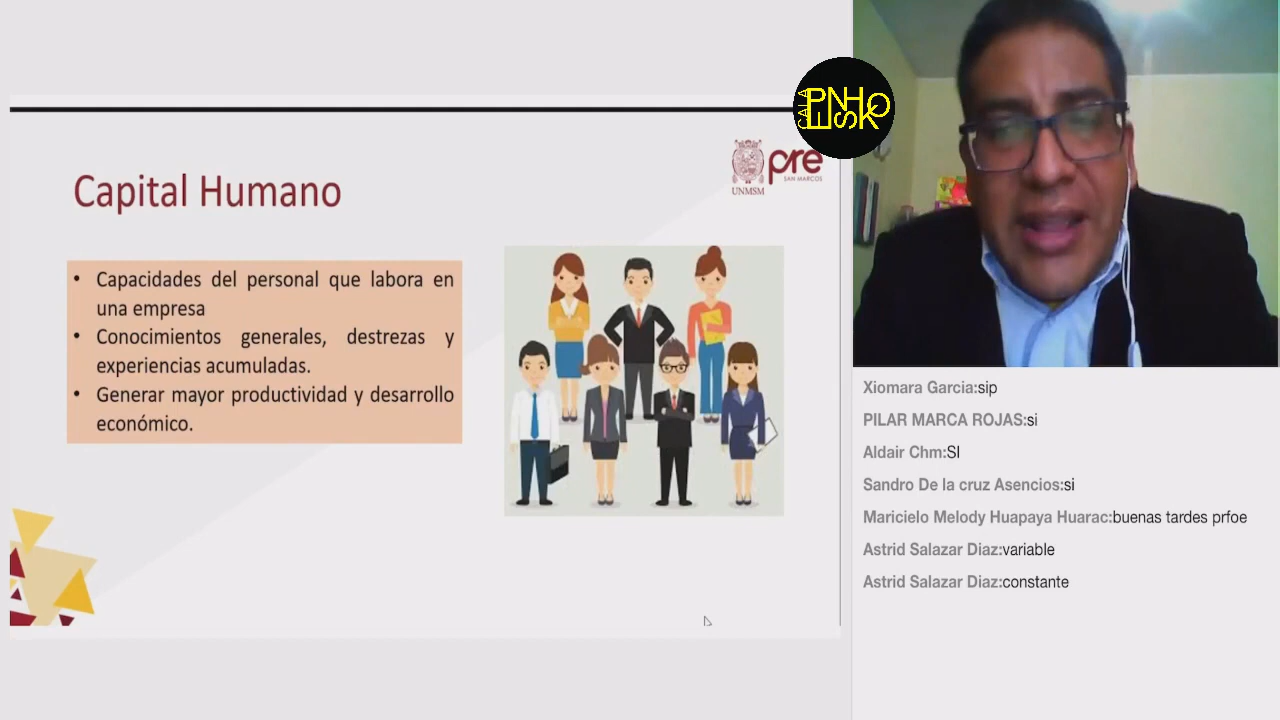 Capital Humano
UNMSM
pre
SAN MARCOS
• Capacidades del personal que labora en
una empresa
• Conocimientos generales, destrezas y
experiencias acumuladas.
• Generar mayor productividad y desarrollo
económico.
Xiomara Garcia:sip
PILAR MARCA ROJAS:si
Aldair Chm:SI
Sandro De la cruz Asencios:si
Maricielo Melody Huapaya Huarac:buenas tardes prfoe
Astrid Salazar Diaz:variable
Astrid Salazar Diaz:constante